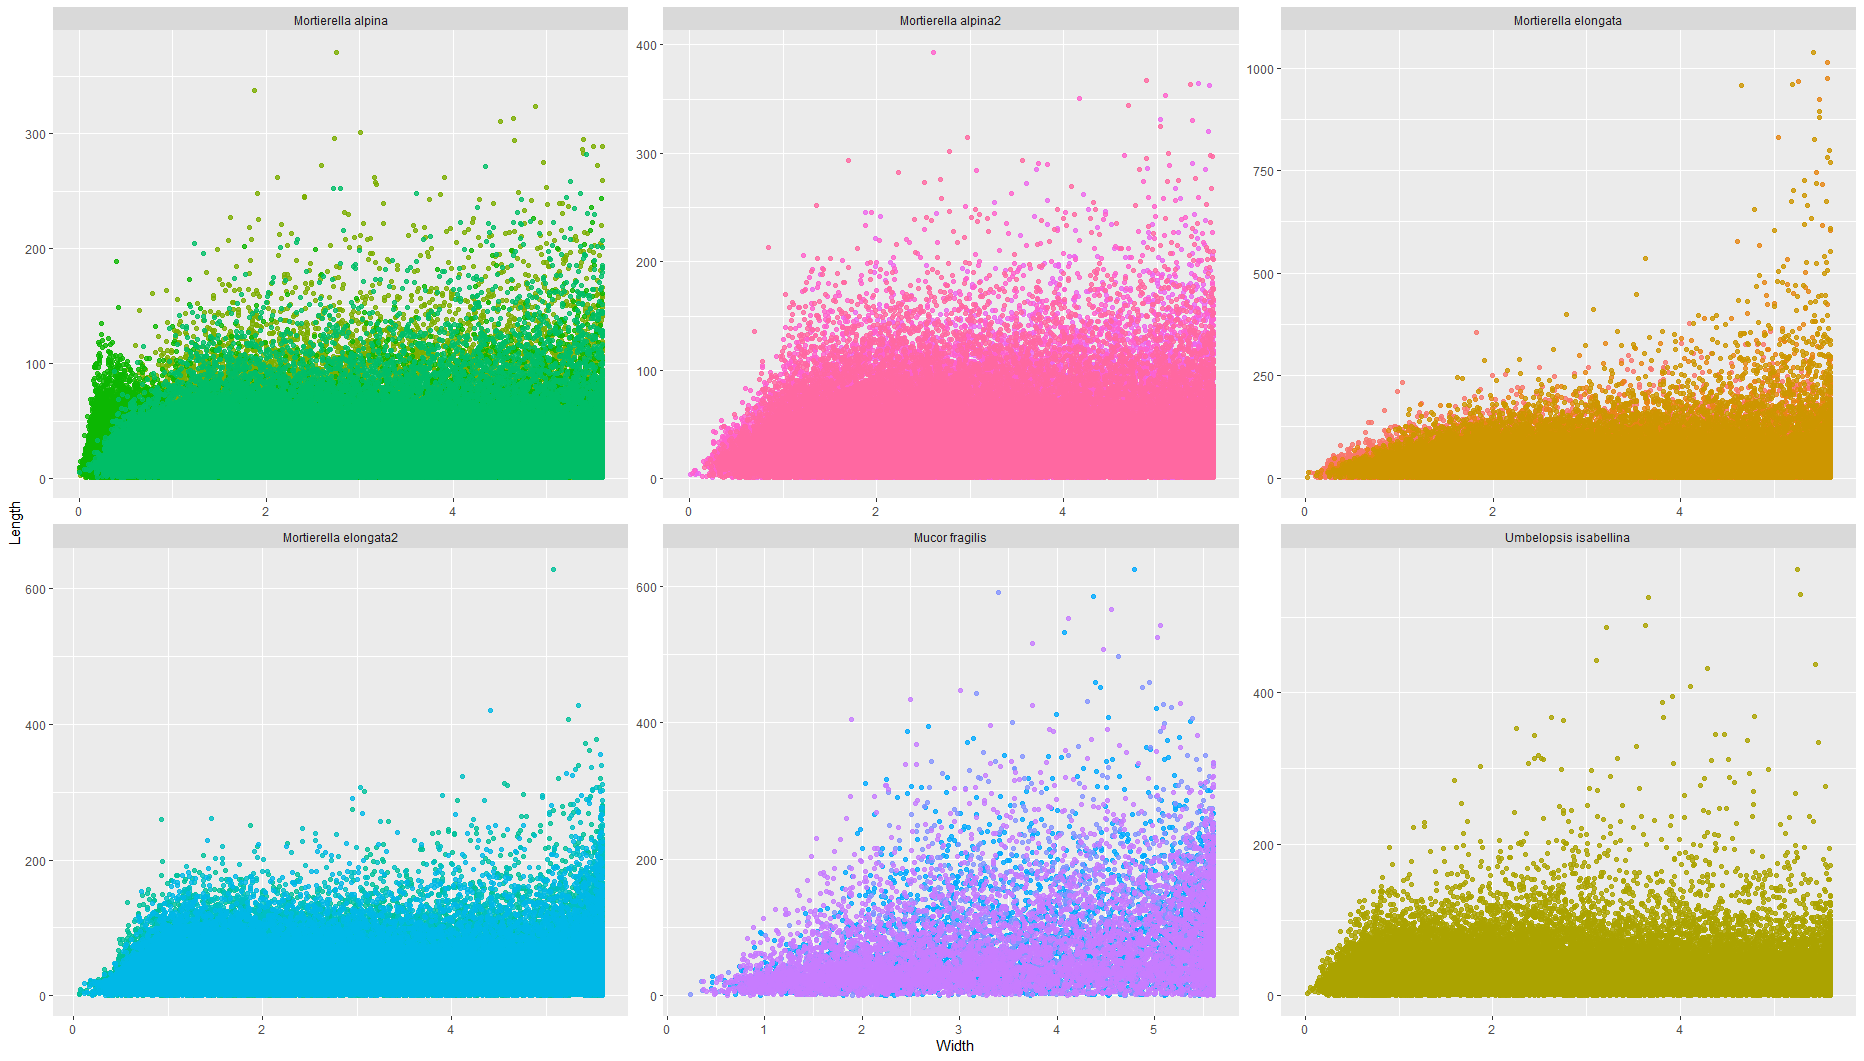 Mortierella alpina
Mortierella alpina2
Mortierella elongata
300
200
100
0
0 2 4
400
300
200
100
0
0 2 4
1000
750
500
250
0
0 2 4
Length
Mortierella elongata2
Mucor fragilis
Umbelopsis isabellina
600
400
200
0
0 2 4
600
400
200
0
0 1 2 3 4 5
400
200
0
0 2 4
Width